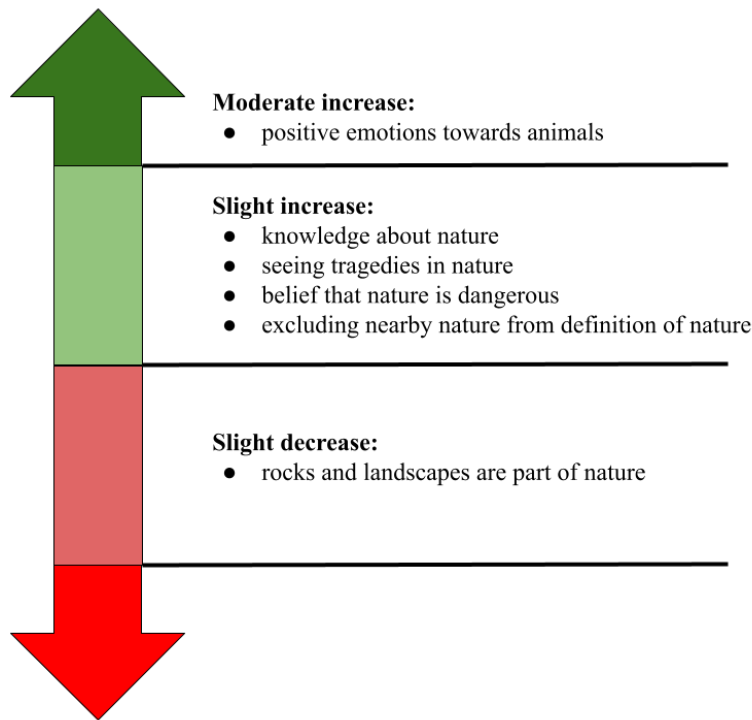 Moderate increase:
● positive emotions towards animals
Slight increase:
● knowledge about nature
● seeing tragedies in nature
● belief that nature is dangerous
● excluding nearby nature from definition of nature
Slight decrease:
● rocks and landscapes are part of nature